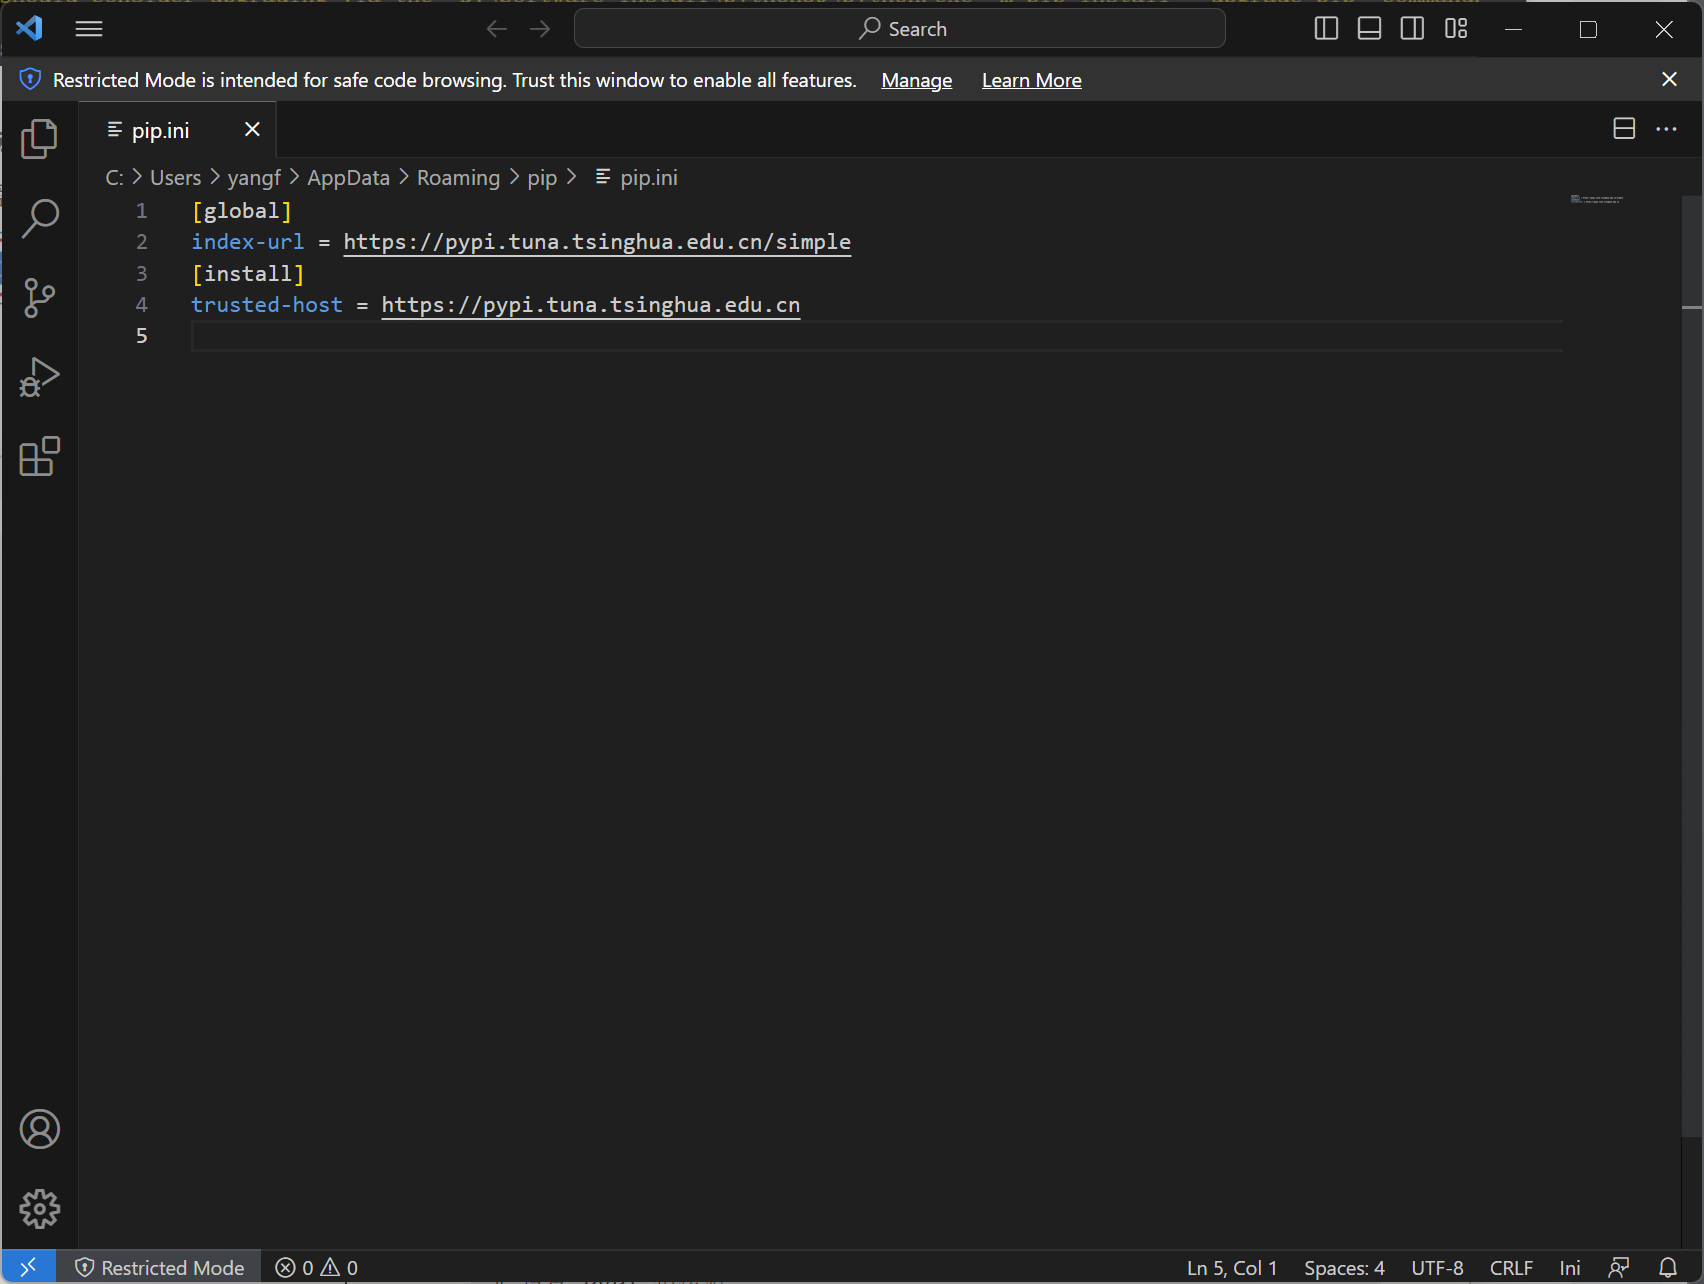 Search
Restricted Mode is intended for safe code browsing. Trust this window to enable all features. Manage Learn More
pip.ini
C: > Users > yangf > AppData > Roaming > pip > pip.ini
1 [global]
2 index-url = https://pypi.tuna.tsinghua.edu.cn/simple
3 [install]
4 trusted-host = https://pypi.tuna.tsinghua.edu.cn
5
Restricted Mode 0 0 Ln 5, Col 1 Spaces: 4 UTF-8 CRLF Ini